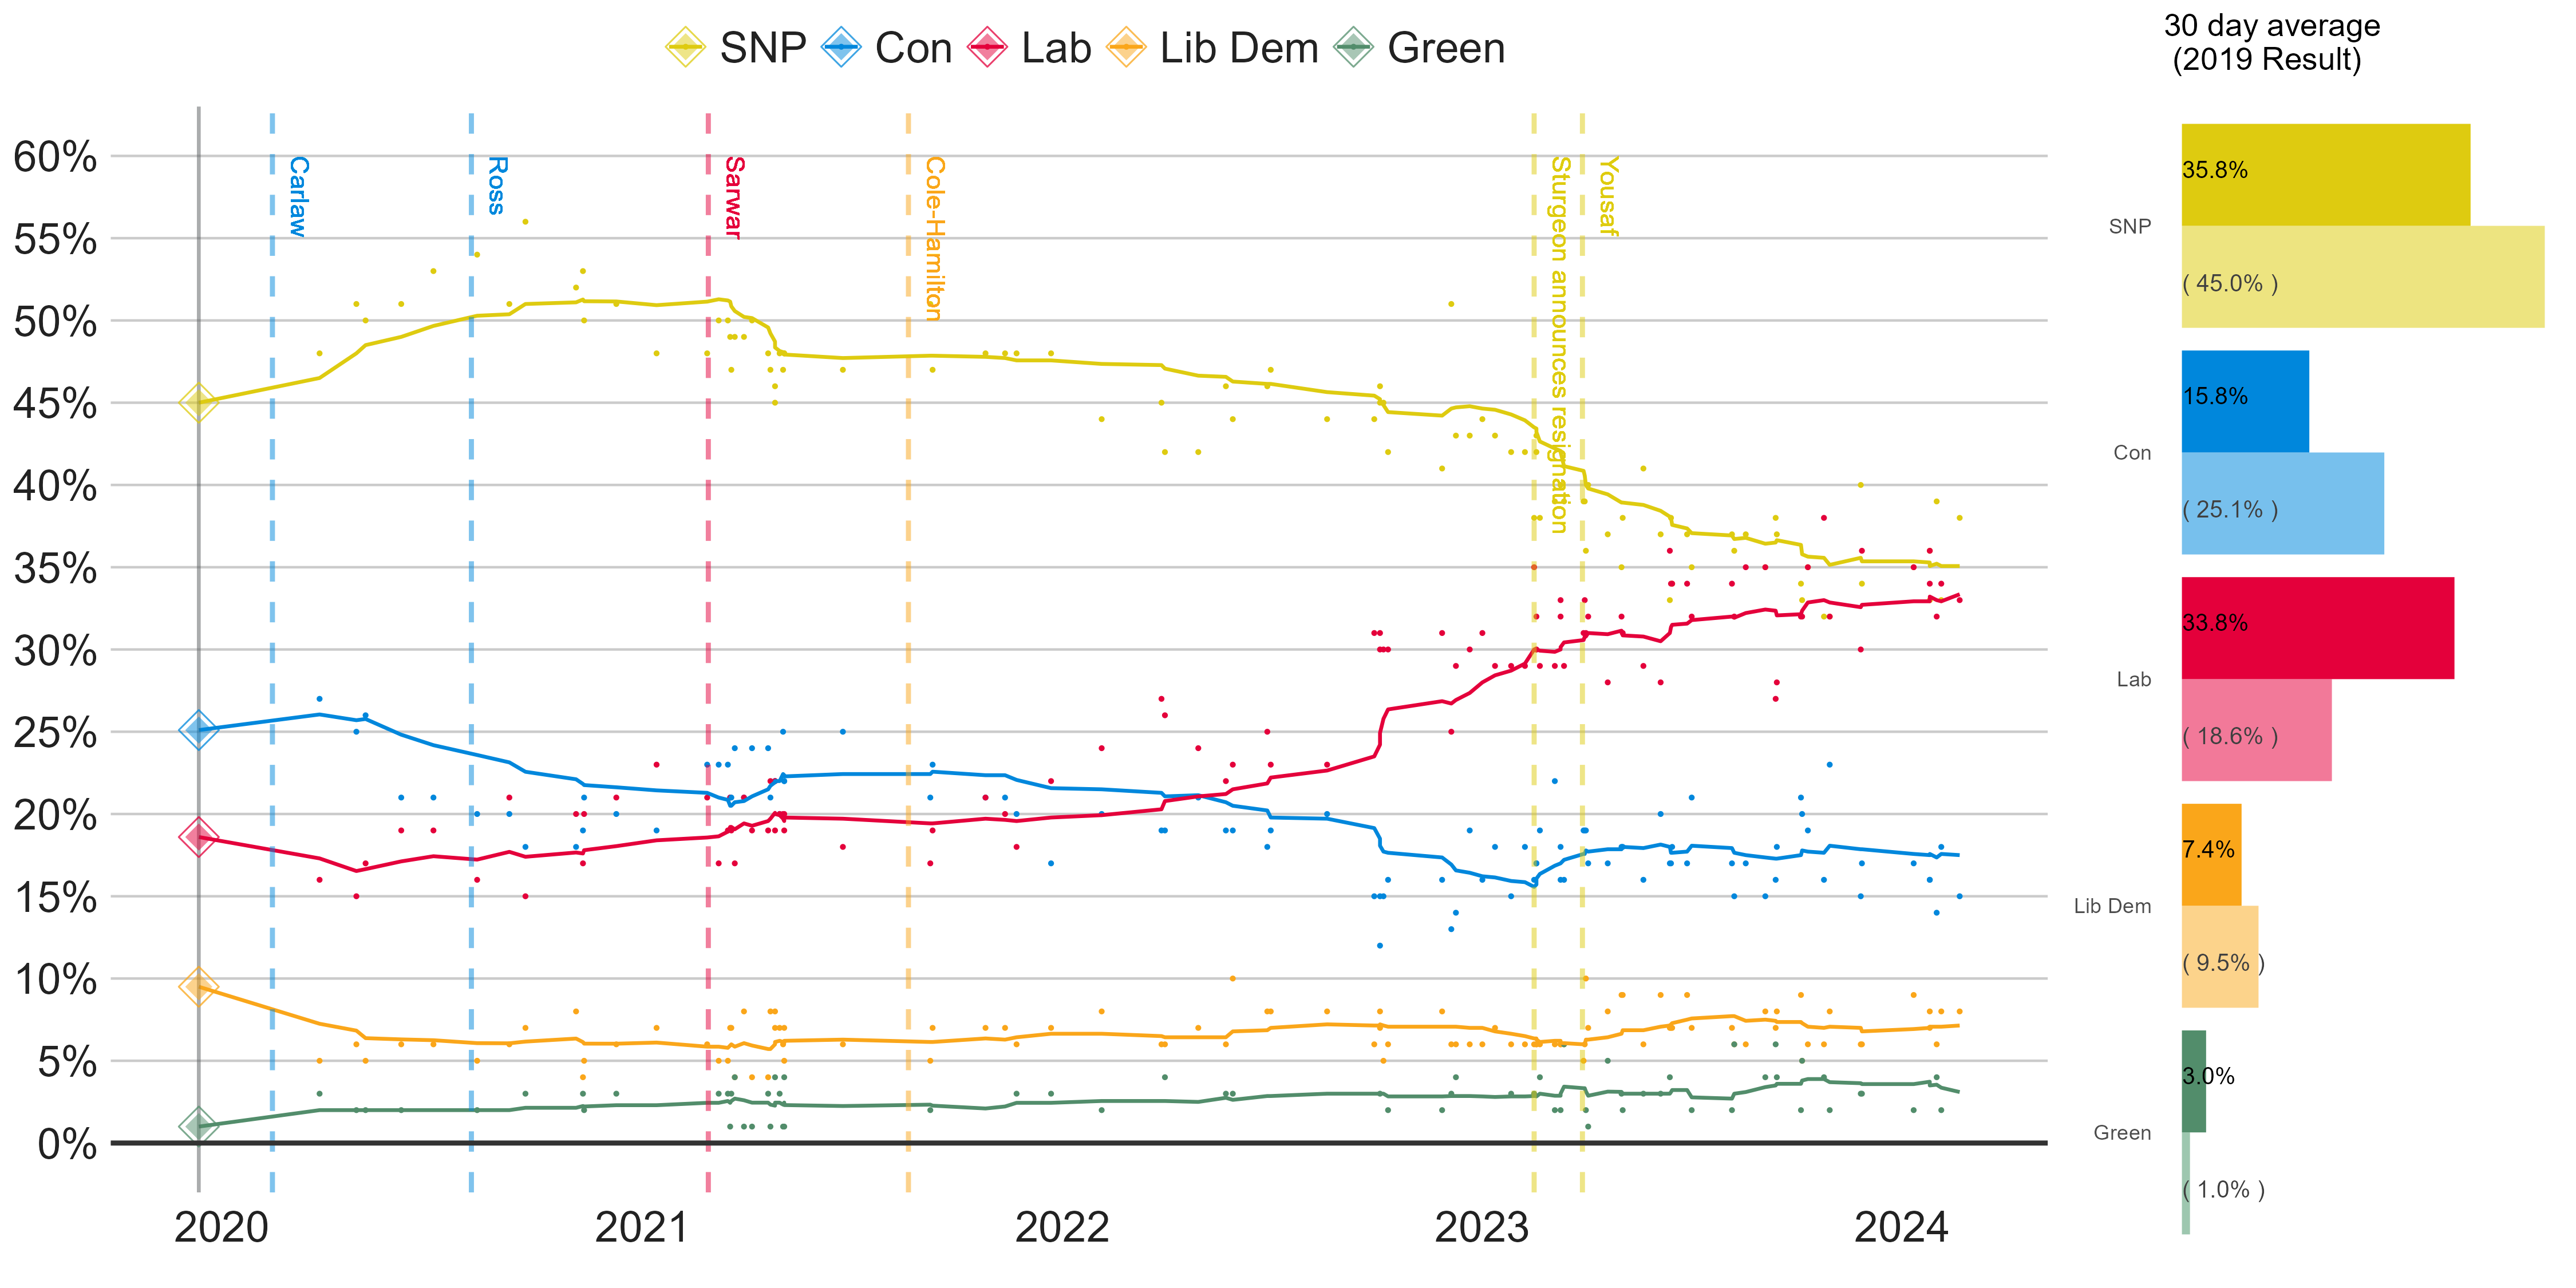 SNP Con Lab Lib Dem Green
30 day average
(2019 Result)
60%
55%
50%
45%
40%
35%
30%
25%
20%
15%
10%
5%
0%
Carlaw
Ross
Sarwar
Cole-Hamilton
Sturgeon announces resignation
Yousaf
2020 2021 2022 2023 2024
SNP
35.8%
( 45.0% )
Con
15.8%
( 25.1% )
Lab
33.8%
( 18.6% )
Lib Dem
7.4%
( 9.5% )
Green
3.0%
( 1.0% )